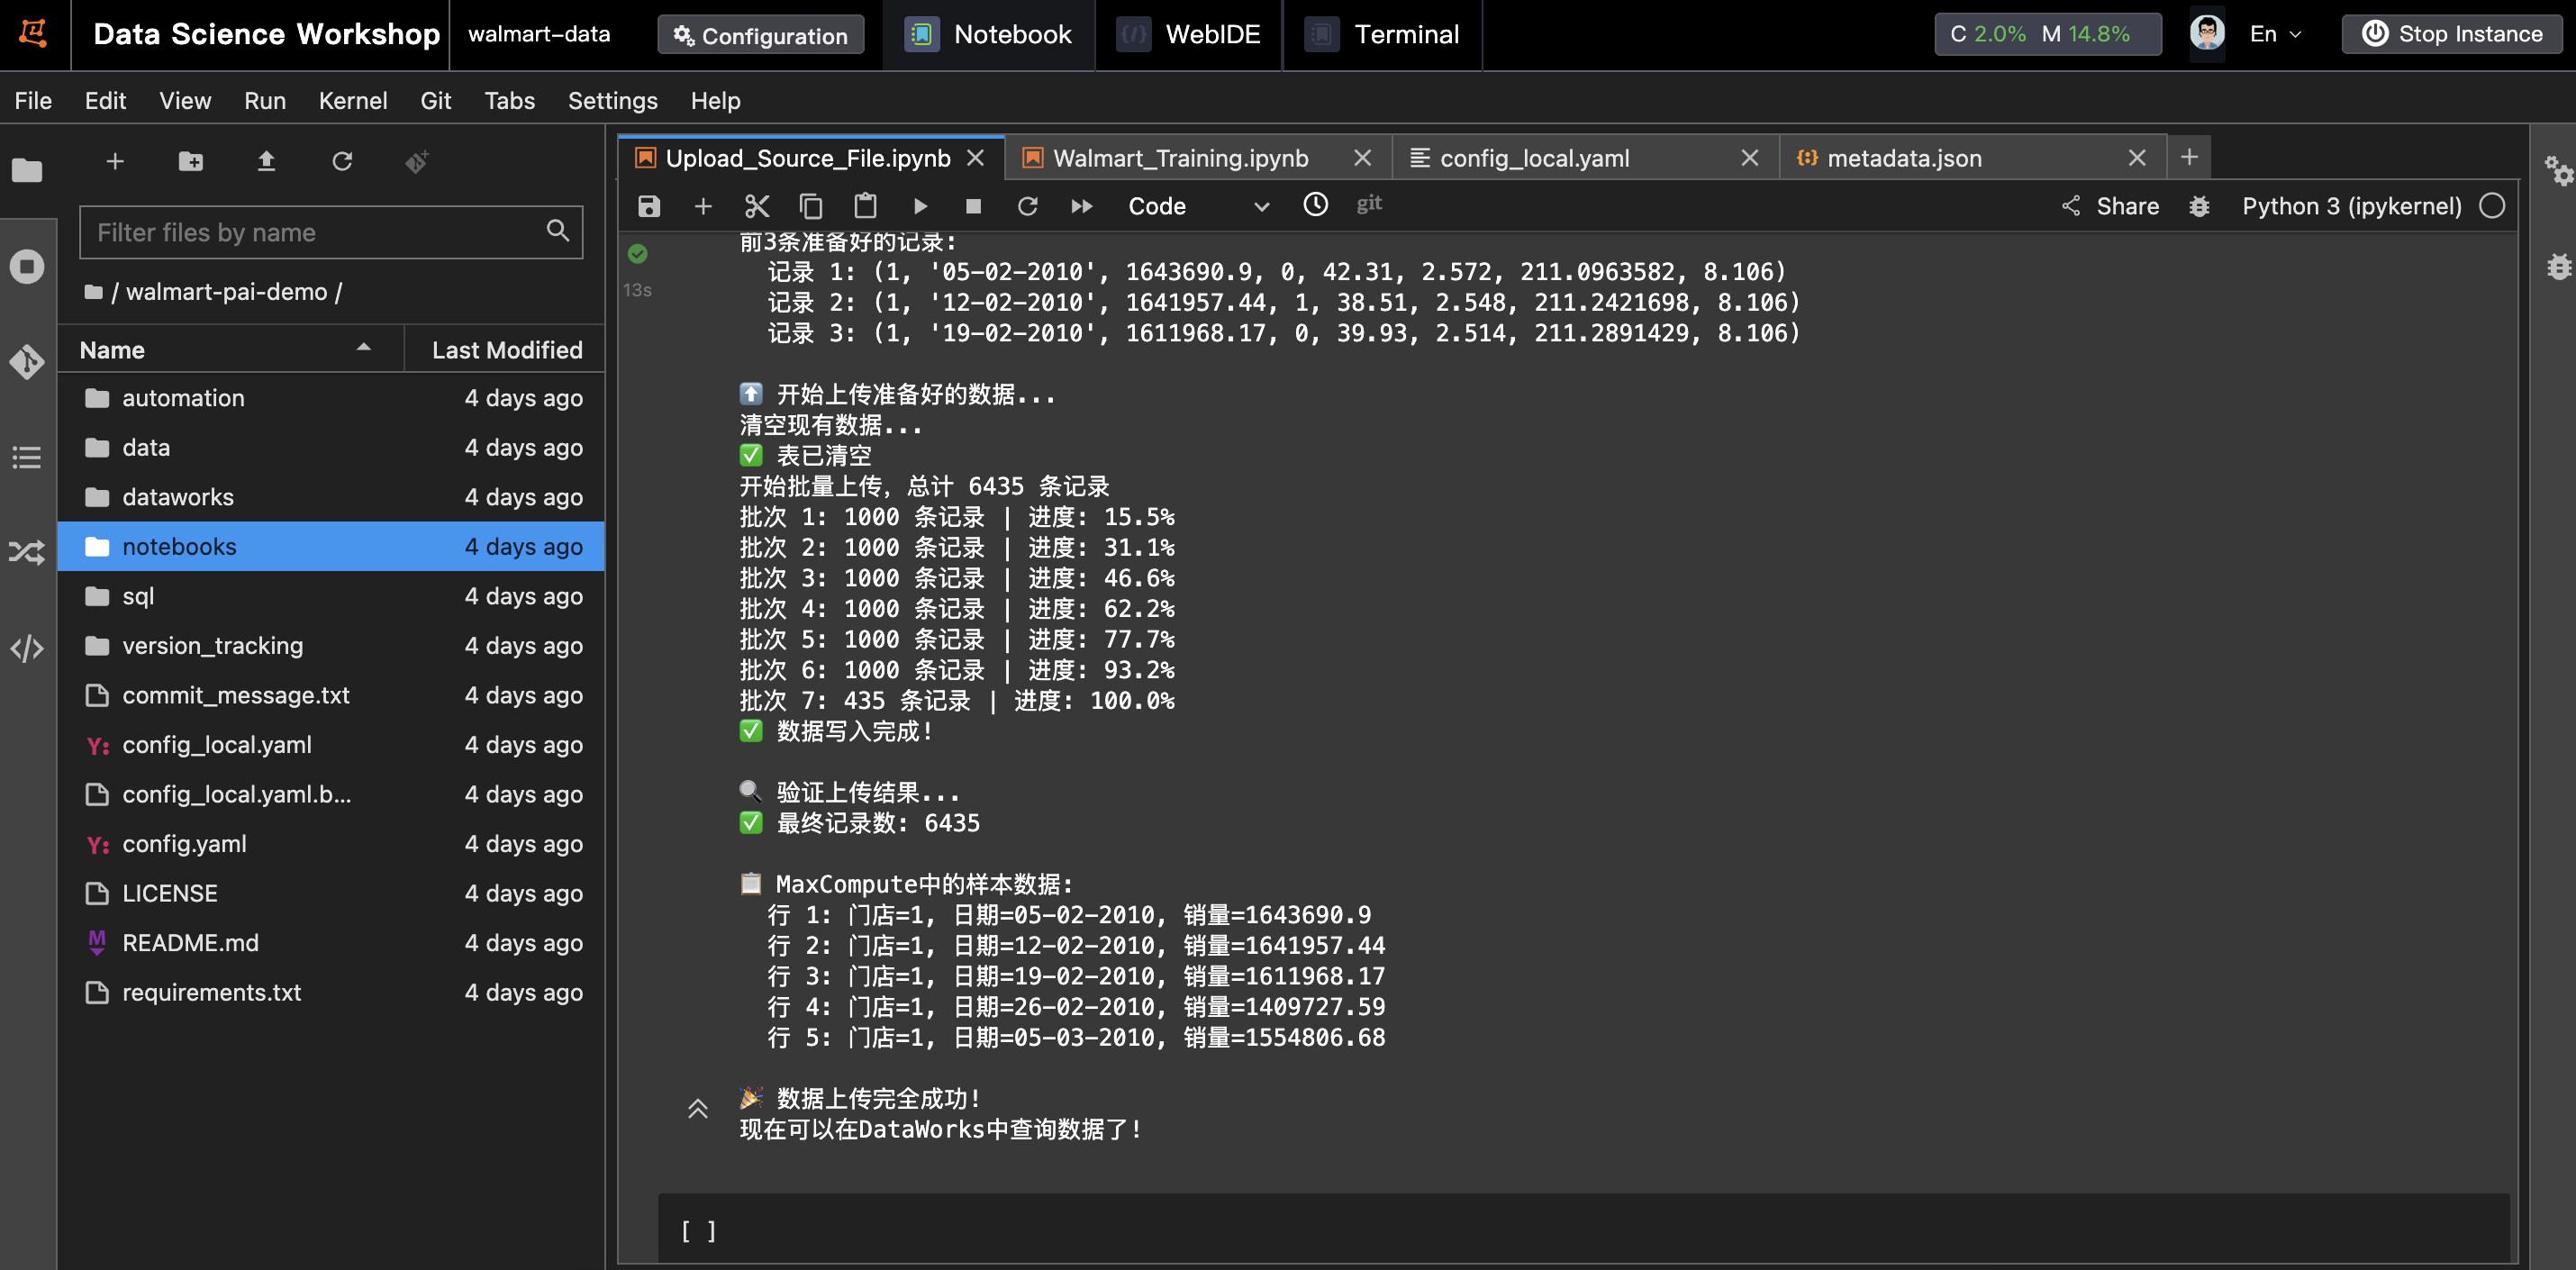 Data Science Workshop
walmart-data
Configuration
Notebook
WebIDE
Terminal
C 2.0% M 14.8%
En
Stop Instance
File Edit View Run Kernel Git Tabs Settings Help
Filter files by name
/ walmart-pai-demo /
Name Last Modified
automation 4 days ago
data 4 days ago
dataworks 4 days ago
notebooks 4 days ago
sql 4 days ago
version_tracking 4 days ago
commit_message.txt 4 days ago
Y: config_local.yaml 4 days ago
config_local.yaml.b... 4 days ago
Y: config.yaml 4 days ago
LICENSE 4 days ago
M README.md 4 days ago
requirements.txt 4 days ago
Upload_Source_File.ipynb
Walmart_Training.ipynb
config_local.yaml
metadata.json
Code
git
Share
Python 3 (ipykernel)
13s
前3条准备好的记录:
记录 1: (1, '05-02-2010', 1643690.9, 0, 42.31, 2.572, 211.0963582, 8.106)
记录 2: (1, '12-02-2010', 1641957.44, 1, 38.51, 2.548, 211.2421698, 8.106)
记录 3: (1, '19-02-2010', 1611968.17, 0, 39.93, 2.514, 211.2891429, 8.106)
⬆️ 开始上传准备好的数据...
清空现有数据...
✅ 表已清空
开始批量上传，总计 6435 条记录
批次 1: 1000 条记录 | 进度: 15.5%
批次 2: 1000 条记录 | 进度: 31.1%
批次 3: 1000 条记录 | 进度: 46.6%
批次 4: 1000 条记录 | 进度: 62.2%
批次 5: 1000 条记录 | 进度: 77.7%
批次 6: 1000 条记录 | 进度: 93.2%
批次 7: 435 条记录 | 进度: 100.0%
✅ 数据写入完成!
🔍 验证上传结果...
✅ 最终记录数: 6435
📋 MaxCompute中的样本数据:
行 1: 门店=1, 日期=05-02-2010, 销量=1643690.9
行 2: 门店=1, 日期=12-02-2010, 销量=1641957.44
行 3: 门店=1, 日期=19-02-2010, 销量=1611968.17
行 4: 门店=1, 日期=26-02-2010, 销量=1409727.59
行 5: 门店=1, 日期=05-03-2010, 销量=1554806.68
🎉 数据上传完全成功!
现在可以在DataWorks中查询数据了!
[ ]